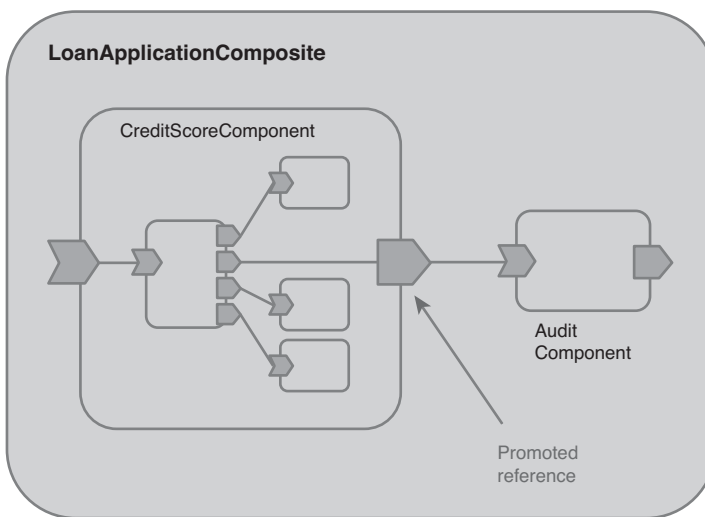 LoanApplicationComposite
CreditScoreComponent
Audit
Component
Promoted
reference